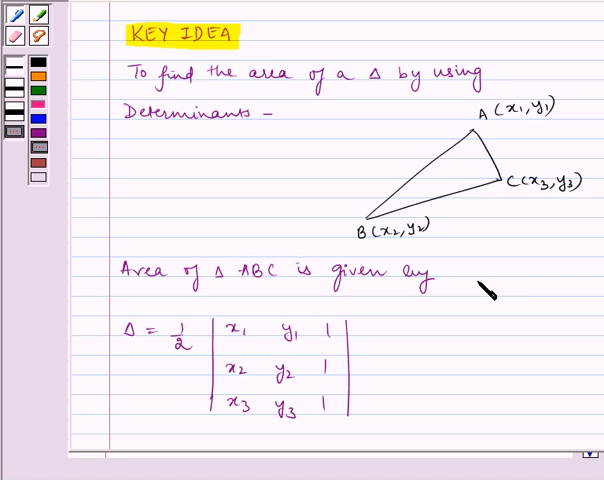 KEY IDEA
To find the area of a Δ by using
Determinants –
A (x₁, y₁)
C (x₃, y₃)
B (x₂, y₂)
Area of Δ ABC is given by
Δ = 1/2 | x₁ y₁ 1 |
| x₂ y₂ 1 |
| x₃ y₃ 1 |